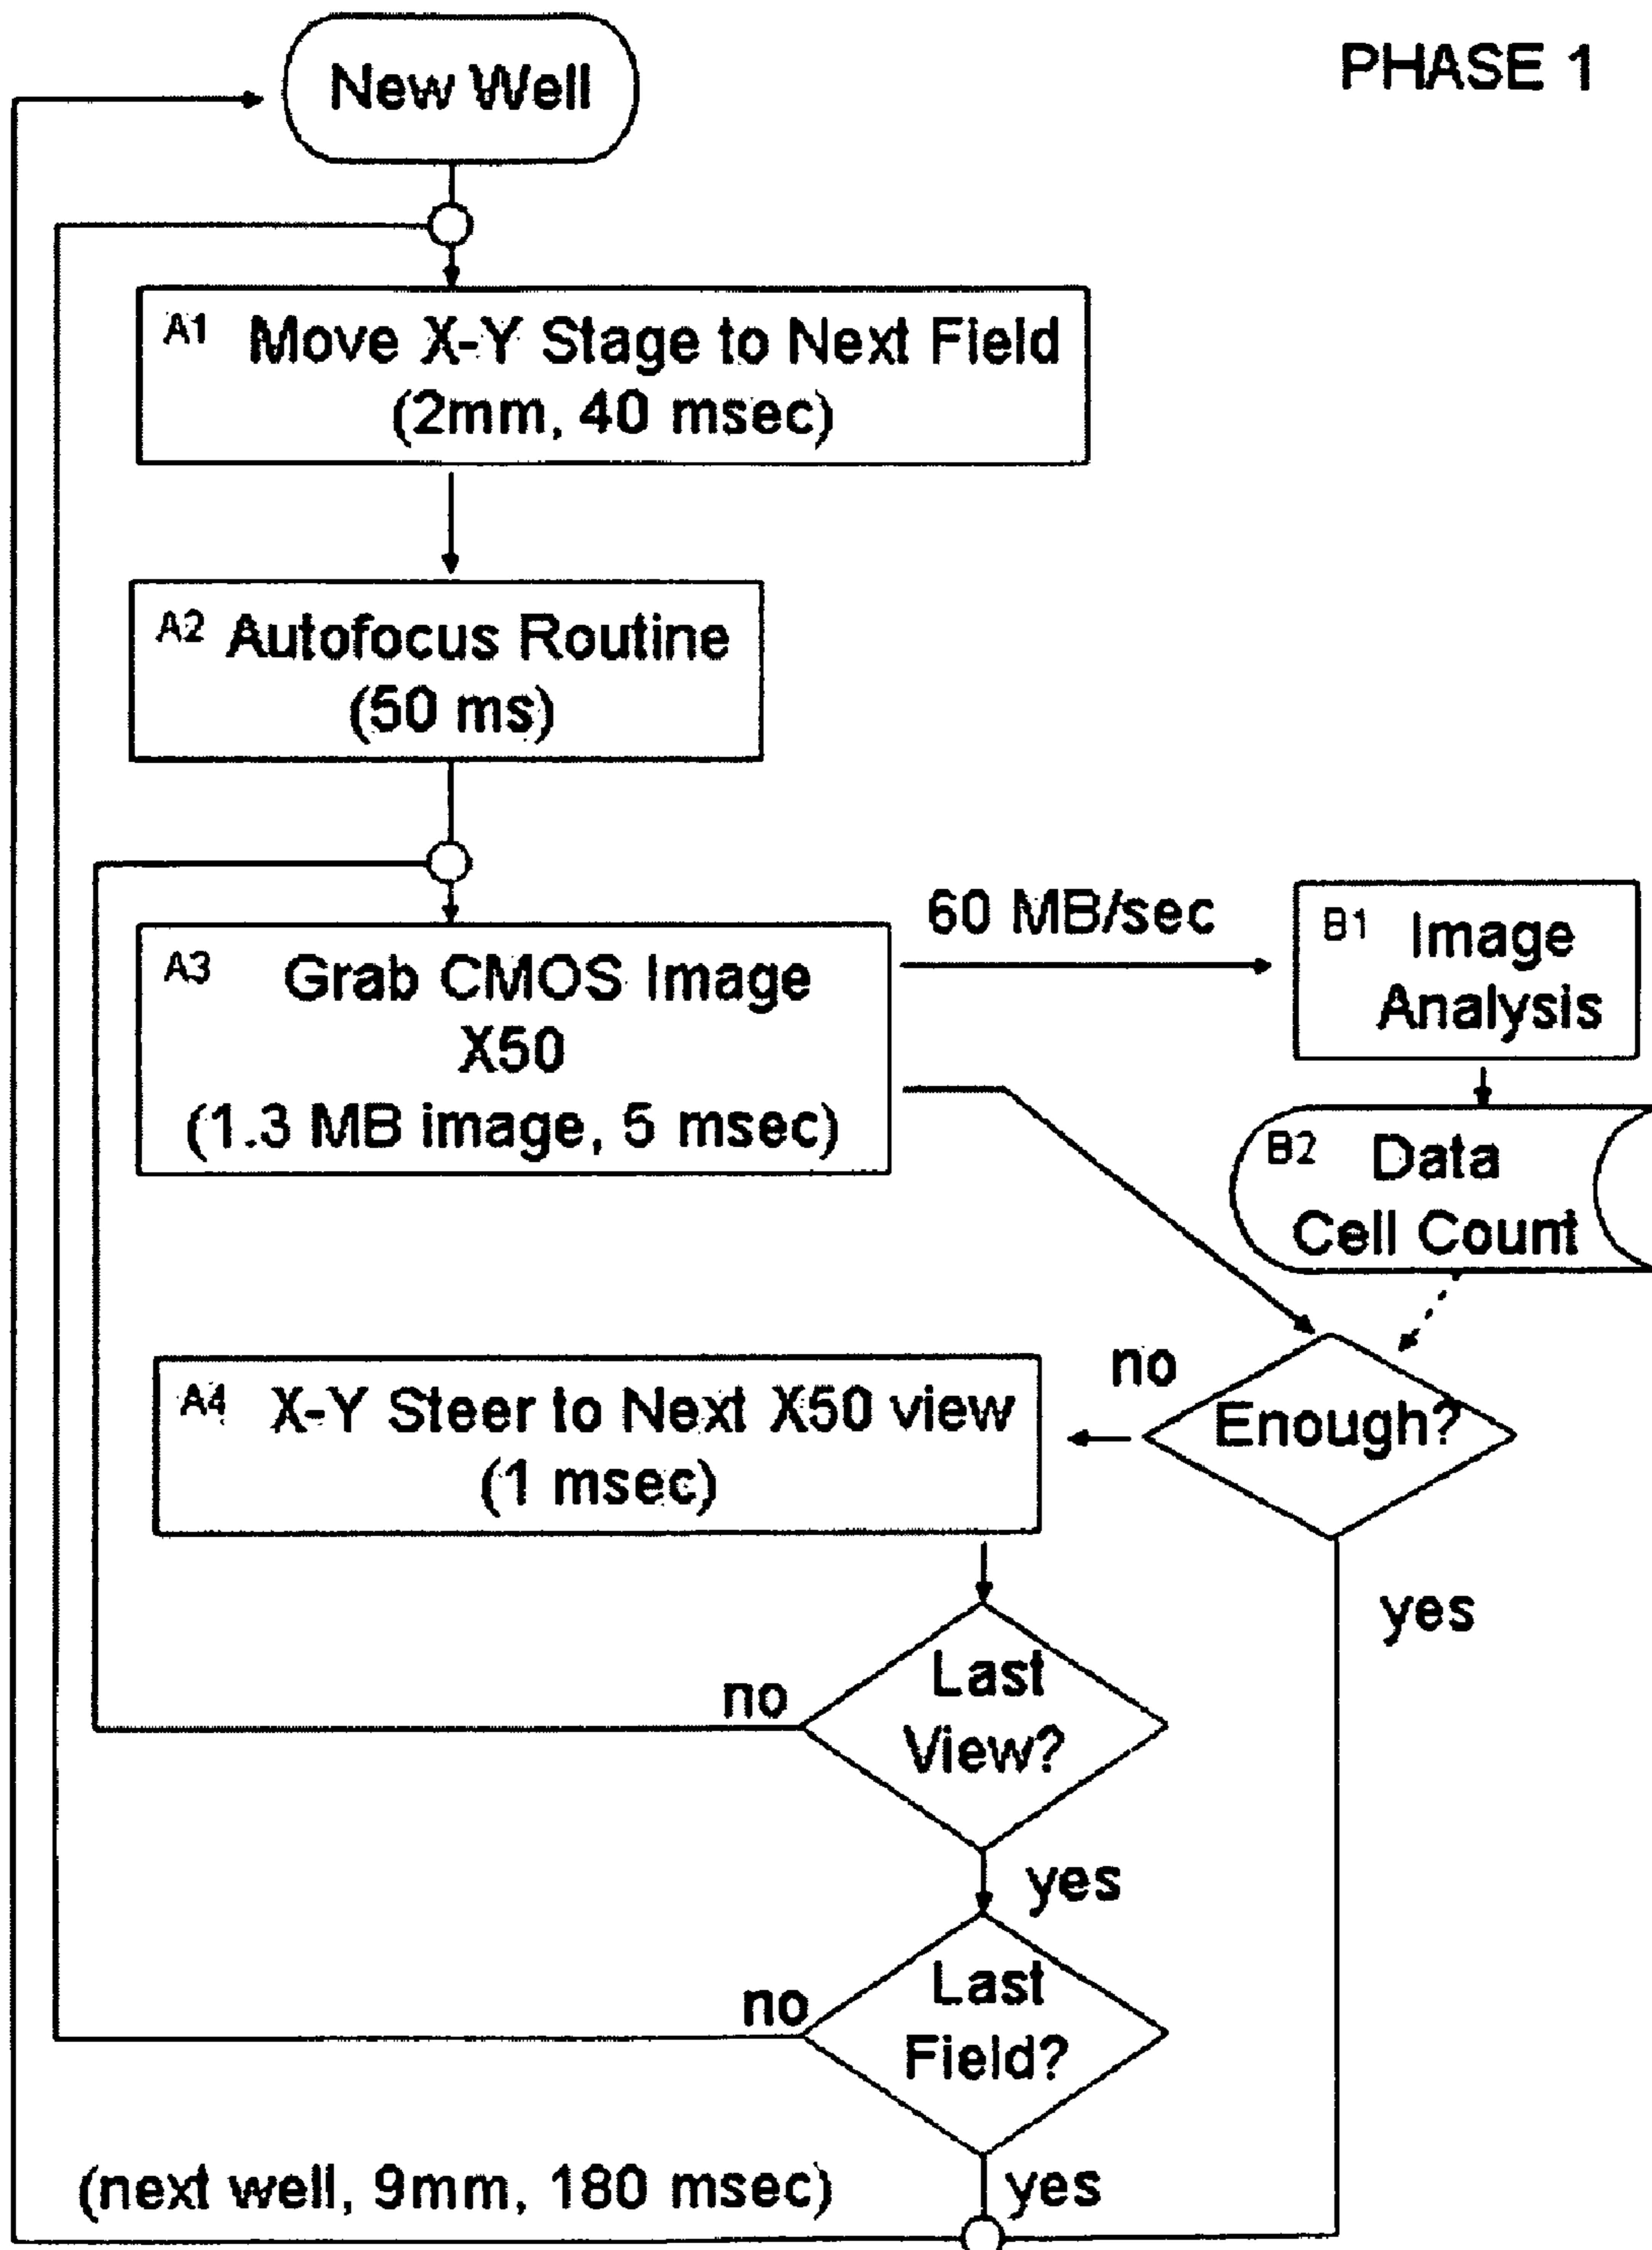 PHASE 1
New Well
A1 Move X-Y Stage to Next Field
(2mm, 40 msec)
A2 Autofocus Routine
(50 ms)
60 MB/sec
A3 Grab CMOS Image
X50
(1.3 MB image, 5 msec)
B1 Image
Analysis
B2 Data
Cell Count
no
Enough?
A4 X-Y Steer to Next X50 view
(1 msec)
yes
Last
View?
no
yes
Last
Field?
no
(next well, 9mm, 180 msec)
yes